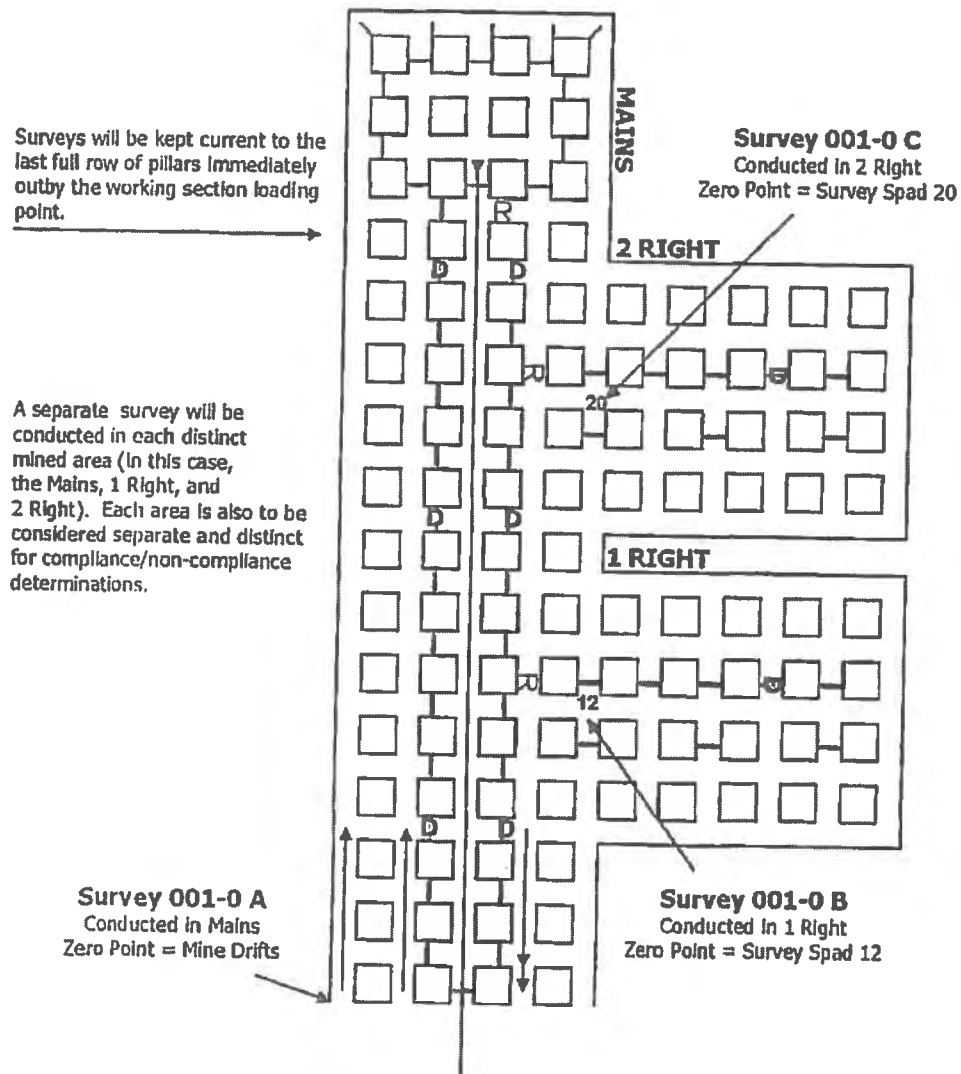 MAINS
Surveys will be kept current to the
last full row of pillars immediately
outby the working section loading
point.
Survey 001-0 C
Conducted in 2 Right
Zero Point = Survey Spad 20
R
2 RIGHT
D D
R D
20
A separate survey will be
conducted in each distinct
mined area (in this case,
the Mains, 1 Right, and
2 Right). Each area is also to be
considered separate and distinct
for compliance/non-compliance
determinations.
D D
1 RIGHT
R D
12
D D
Survey 001-0 A
Conducted in Mains
Zero Point = Mine Drifts
Survey 001-0 B
Conducted in 1 Right
Zero Point = Survey Spad 12